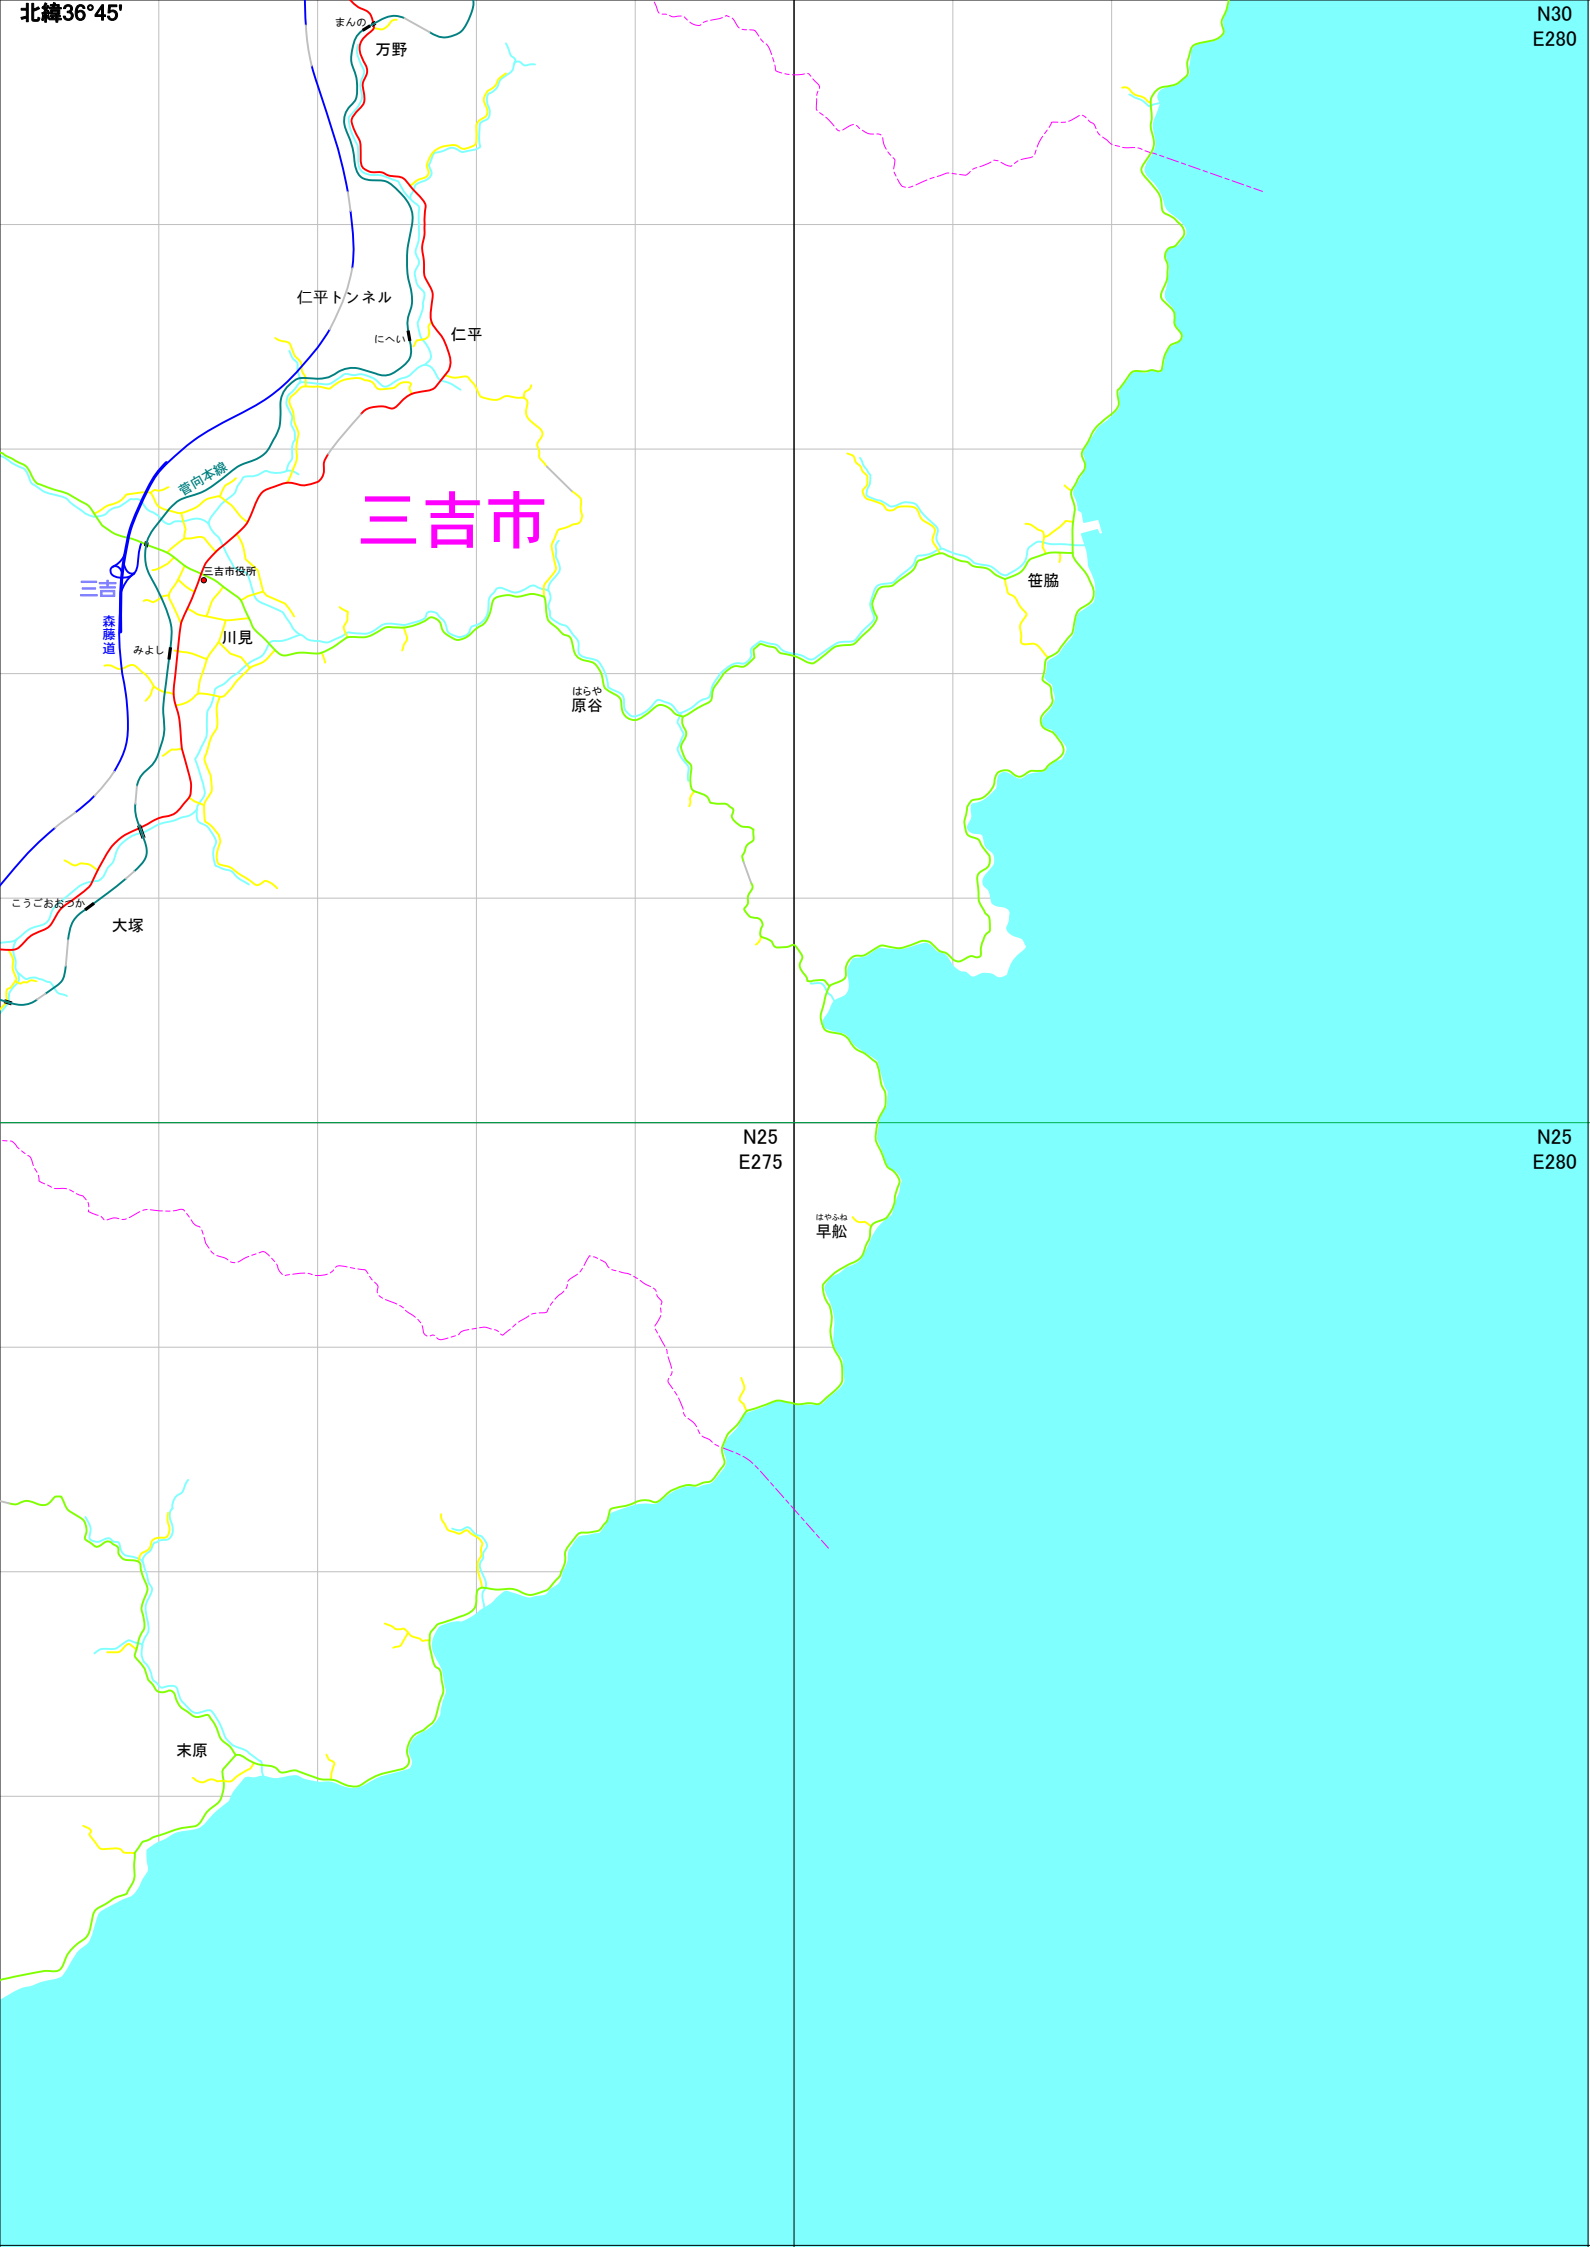 北緯36°45'
N30
E280
まんの
万野
仁平トンネル
にへい
仁平
菅向本線
三吉市
三吉市役所
三吉
森藤道
川見
みよし
笹脇
はらや
原谷
こうごおおつか
大塚
N25
E275
N25
E280
はやふね
早舩
末原